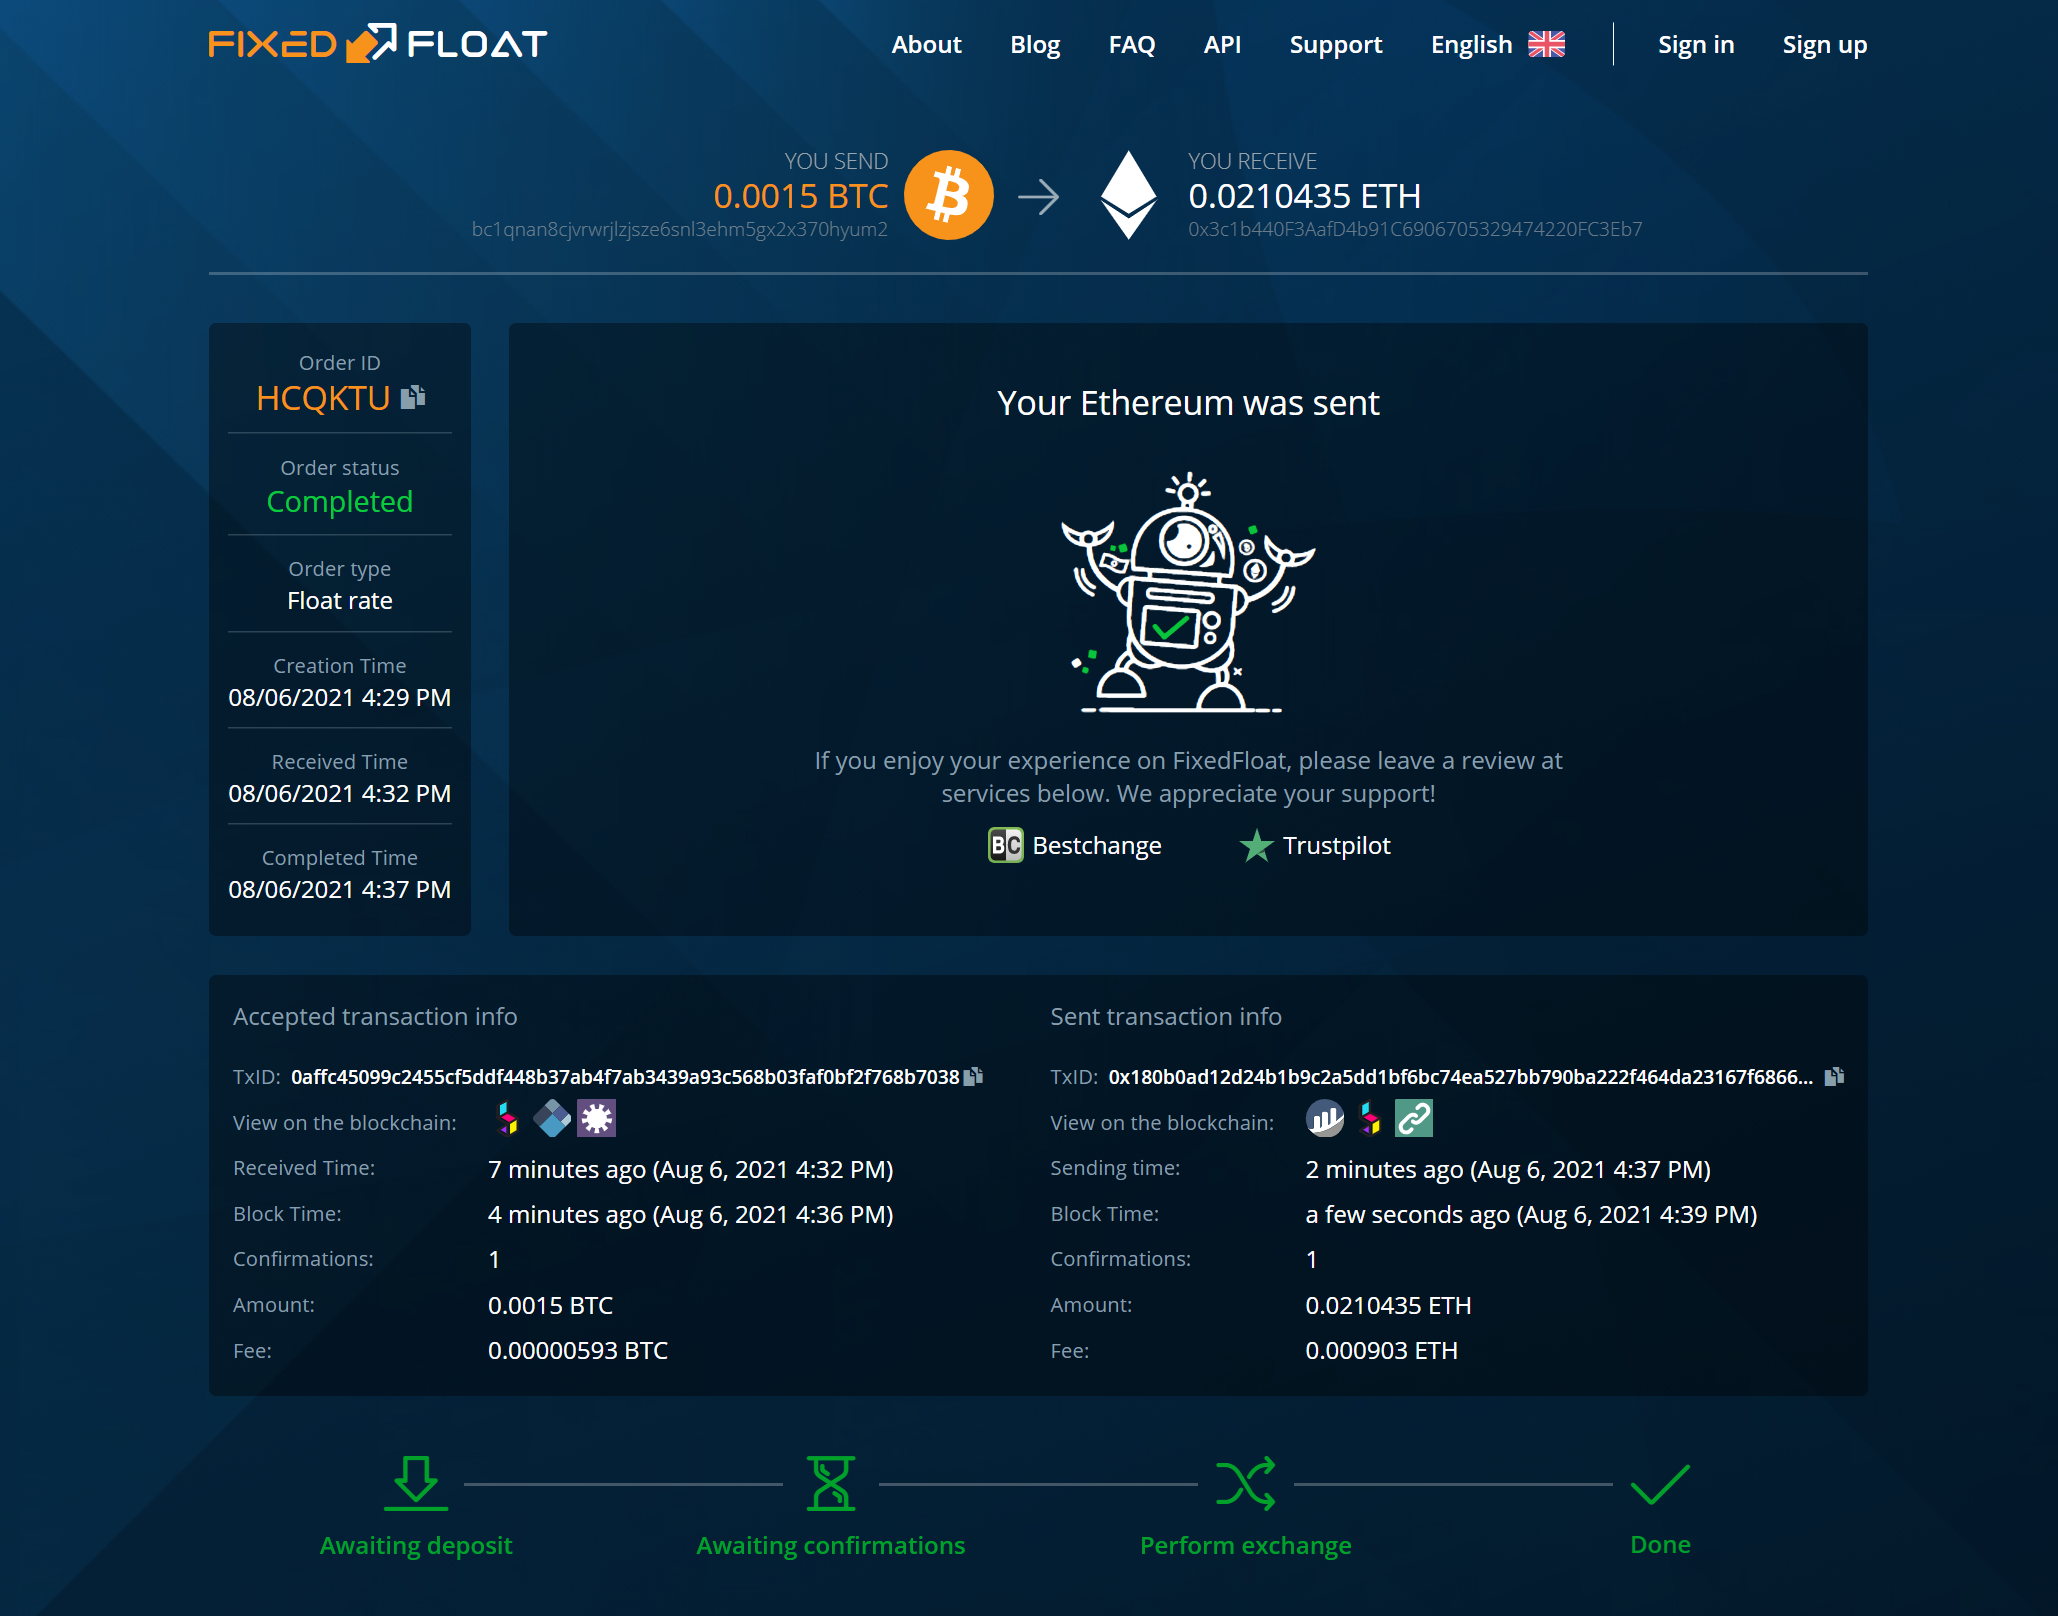 FIXED FLOAT
About Blog FAQ API Support English Sign in Sign up
YOU SEND
0.0015 BTC
bc1qnan8cjvrwrjlzjsze6snl3ehm5gx2x370hyum2
YOU RECEIVE
0.0210435 ETH
0x3c1b440F3AafD4b91C6906705329474220FC3Eb7
Order ID
HCQKTU
Order status
Completed
Order type
Float rate
Creation Time
08/06/2021 4:29 PM
Received Time
08/06/2021 4:32 PM
Completed Time
08/06/2021 4:37 PM
Your Ethereum was sent
If you enjoy your experience on FixedFloat, please leave a review at
services below. We appreciate your support!
BC Bestchange Trustpilot
Accepted transaction info
TxID: 0affc45099c2455cf5ddf448b37ab4f7ab3439a93c568b03faf0bf2f768b7038
View on the blockchain:
Received Time: 7 minutes ago (Aug 6, 2021 4:32 PM)
Block Time: 4 minutes ago (Aug 6, 2021 4:36 PM)
Confirmations: 1
Amount: 0.0015 BTC
Fee: 0.00000593 BTC
Sent transaction info
TxID: 0x180b0ad12d24b1b9c2a5dd1bf6bc74ea527bb790ba222f464da23167f6866...
View on the blockchain:
Sending time: 2 minutes ago (Aug 6, 2021 4:37 PM)
Block Time: a few seconds ago (Aug 6, 2021 4:39 PM)
Confirmations: 1
Amount: 0.0210435 ETH
Fee: 0.000903 ETH
Awaiting deposit
Awaiting confirmations
Perform exchange
Done